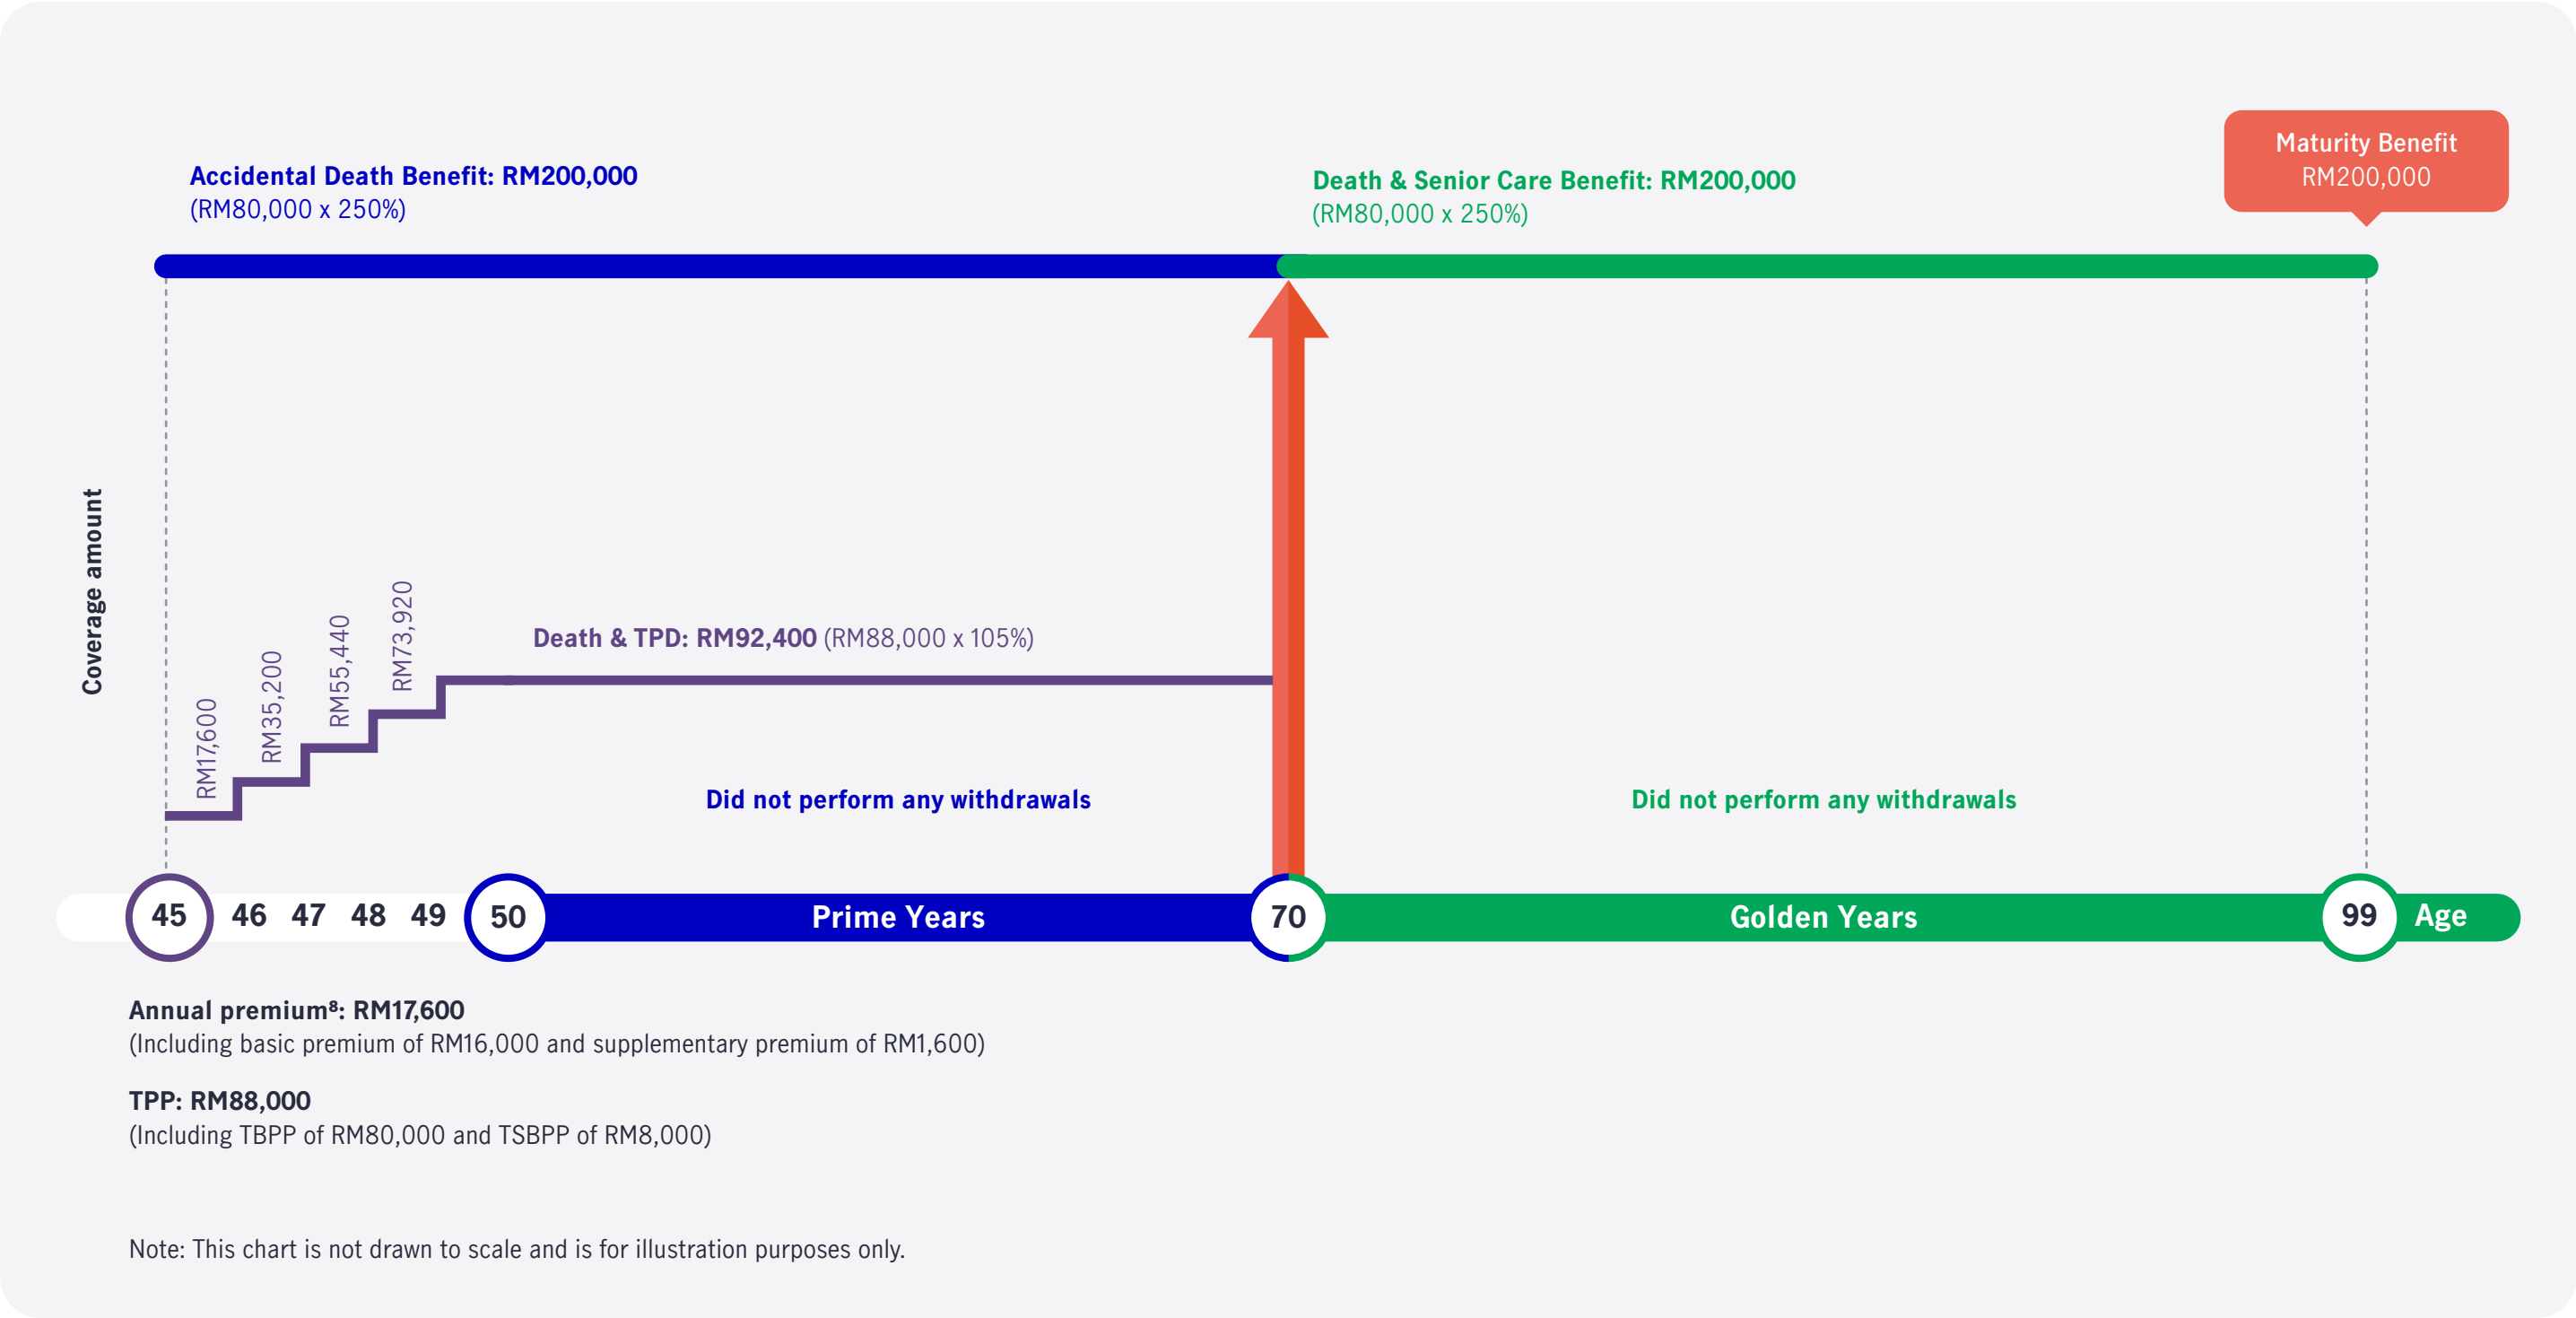 Maturity Benefit
RM200,000
Accidental Death Benefit: RM200,000
(RM80,000 x 250%)
Death & Senior Care Benefit: RM200,000
(RM80,000 x 250%)
Coverage amount
RM17,600
RM35,200
RM55,440
RM73,920
Death & TPD: RM92,400 (RM88,000 x 105%)
Did not perform any withdrawals
Did not perform any withdrawals
45 46 47 48 49 50 Prime Years 70 Golden Years 99 Age
Annual premium⁸: RM17,600
(Including basic premium of RM16,000 and supplementary premium of RM1,600)
TPP: RM88,000
(Including TBPP of RM80,000 and TSBPP of RM8,000)
Note: This chart is not drawn to scale and is for illustration purposes only.